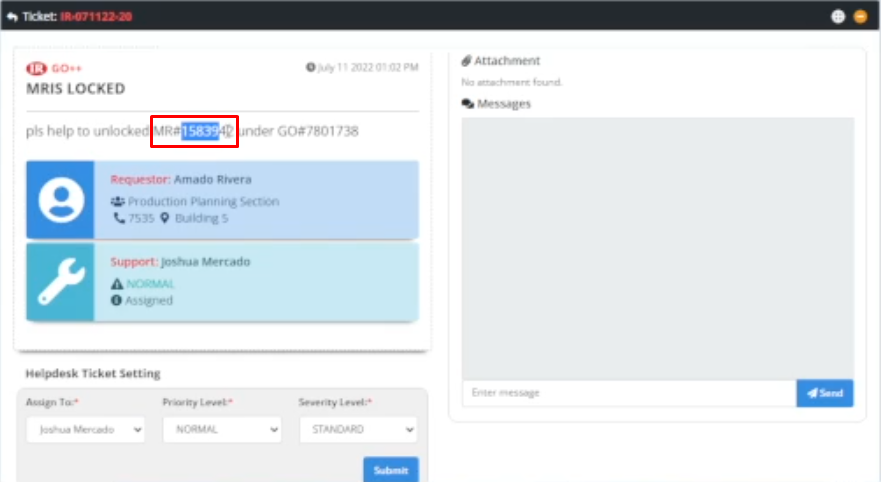 Ticket: IR-071122-20
IR GO++
July 11 2022 01:02 PM
MRIS LOCKED
pls help to unlocked MR#1583942 under GO#7801738
Requestor: Amado Rivera
Production Planning Section
7535 Building 5
Support: Joshua Mercado
NORMAL
Assigned
Helpdesk Ticket Setting
Assign To:* Priority Level:* Severity Level:*
Joshua Mercado NORMAL STANDARD
Submit
Attachment
No attachment found.
Messages
Enter message
Send